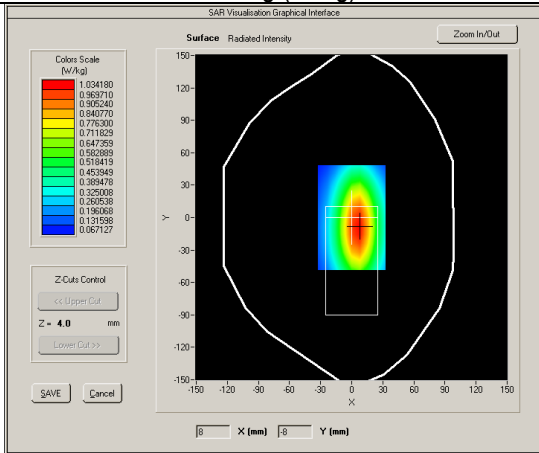 SAR Visualisation Graphical Interface
Surface Radiated Intensity
Zoom In/Out
Colors Scale
(W/kg)
1.034180
0.969710
0.905240
0.840770
0.776300
0.711829
0.647359
0.582889
0.518419
0.453949
0.389478
0.325008
0.260538
0.196068
0.131598
0.067127
Z-Cuts Control
<< Upper Cut
Z = 4.0 mm
Lower Cut >>
SAVE Cancel
150
120
90
60
30
Y 0
-30
-60
-90
-120
-150
-150 -120 -90 -60 -30 0 30 60 90 120 150
X
8 X (mm) -8 Y (mm)